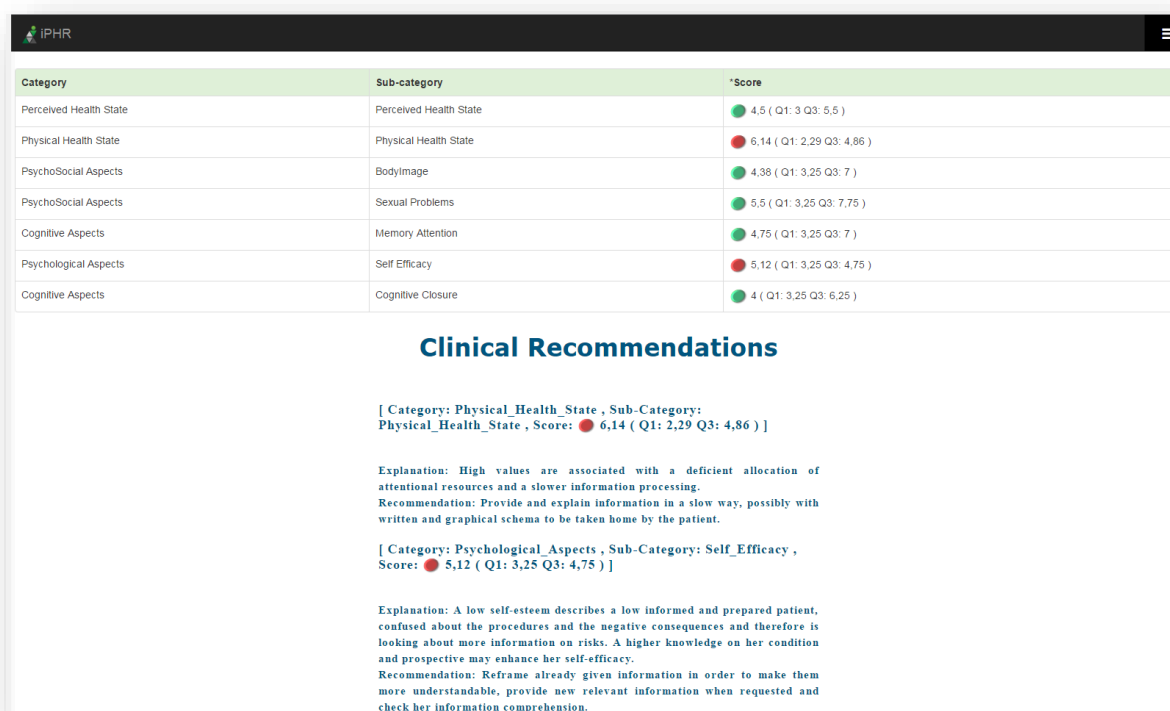 iPHR
Category Sub-category *Score
Perceived Health State Perceived Health State 4,5 ( Q1: 3 Q3: 5,5 )
Physical Health State Physical Health State 6,14 ( Q1: 2,29 Q3: 4,86 )
PsychoSocial Aspects BodyImage 4,38 ( Q1: 3,25 Q3: 7 )
PsychoSocial Aspects Sexual Problems 5,5 ( Q1: 3,25 Q3: 7,75 )
Cognitive Aspects Memory Attention 4,75 ( Q1: 3,25 Q3: 7 )
Psychological Aspects Self Efficacy 5,12 ( Q1: 3,25 Q3: 4,75 )
Cognitive Aspects Cognitive Closure 4 ( Q1: 3,25 Q3: 6,25 )
Clinical Recommendations
[ Category: Physical_Health_State , Sub-Category:
Physical_Health_State , Score: 6,14 ( Q1: 2,29 Q3: 4,86 ) ]
Explanation: High values are associated with a deficient allocation of
attentional resources and a slower information processing.
Recommendation: Provide and explain information in a slow way, possibly with
written and graphical schema to be taken home by the patient.
[ Category: Psychological_Aspects , Sub-Category: Self_Efficacy ,
Score: 5,12 ( Q1: 3,25 Q3: 4,75 ) ]
Explanation: A low self-esteem describes a low informed and prepared patient,
confused about the procedures and the negative consequences and therefore is
looking about more information on risks. A higher knowledge on her condition
and prospective may enhance her self-efficacy.
Recommendation: Reframe already given information in order to make them
more understandable, provide new relevant information when requested and
check her information comprehension.